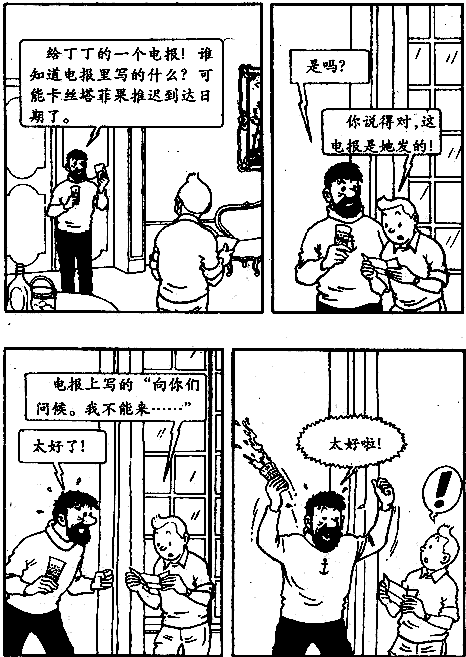 给丁丁的一个电报！谁
知道电报里写的什么？可
能卡丝塔菲果推迟到达日
期了。
是吗？
你说得对，这
电报是她发的！
电报上写的“向你们
问候。我不能来……”
太好了！
太好啦！
!